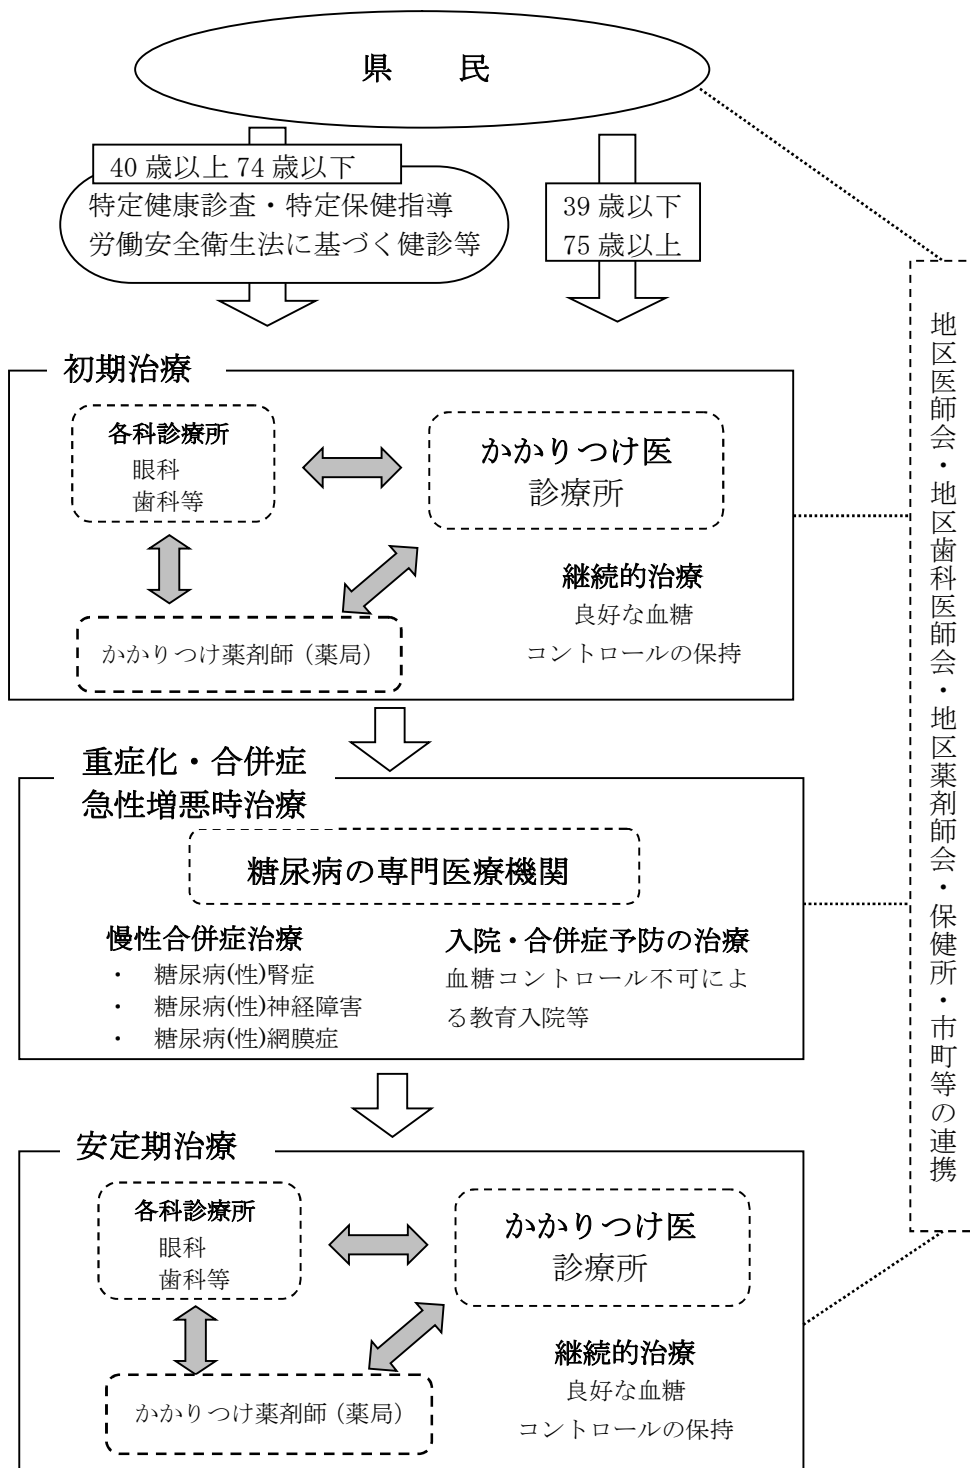 県　　民
40 歳以上 74 歳以下
特定健康診査・特定保健指導
労働安全衛生法に基づく健診等
39 歳以下
75 歳以上
初期治療
各科診療所
眼科
歯科等
かかりつけ医
診療所
継続的治療
良好な血糖
コントロールの保持
かかりつけ薬剤師（薬局）
重症化・合併症
急性増悪時治療
糖尿病の専門医療機関
慢性合併症治療
・　糖尿病(性)腎症
・　糖尿病(性)神経障害
・　糖尿病(性)網膜症
入院・合併症予防の治療
血糖コントロール不可によ
る教育入院等
安定期治療
各科診療所
眼科
歯科等
かかりつけ医
診療所
継続的治療
良好な血糖
コントロールの保持
かかりつけ薬剤師（薬局）
地区医師会・地区歯科医師会・地区薬剤師会・保健所・市町等の連携